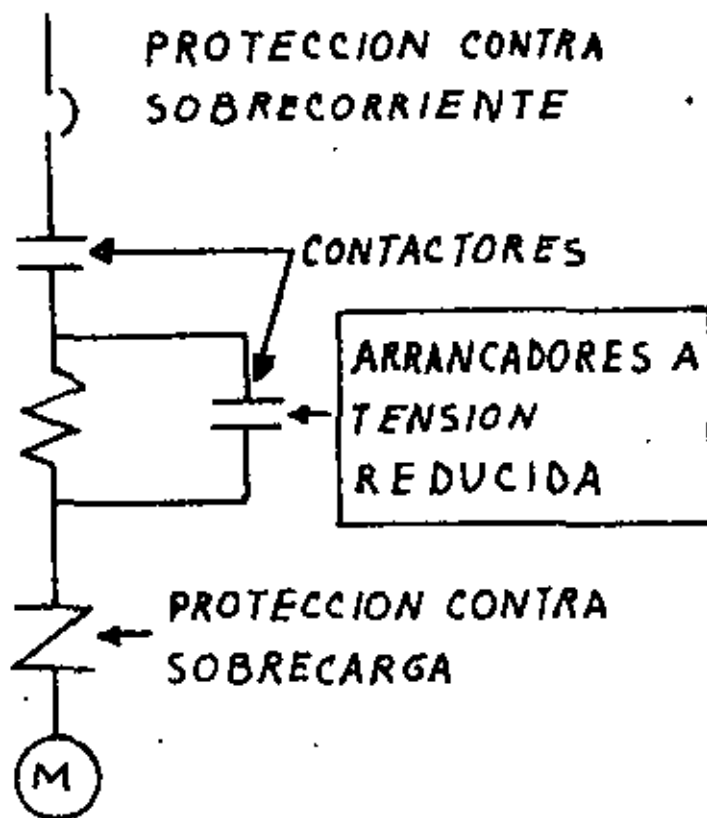 PROTECCION CONTRA
SOBRECORRIENTE
CONTACTORES
ARRANCADORES A
TENSION
REDUCIDA
PROTECCION CONTRA
SOBRECARGA
M